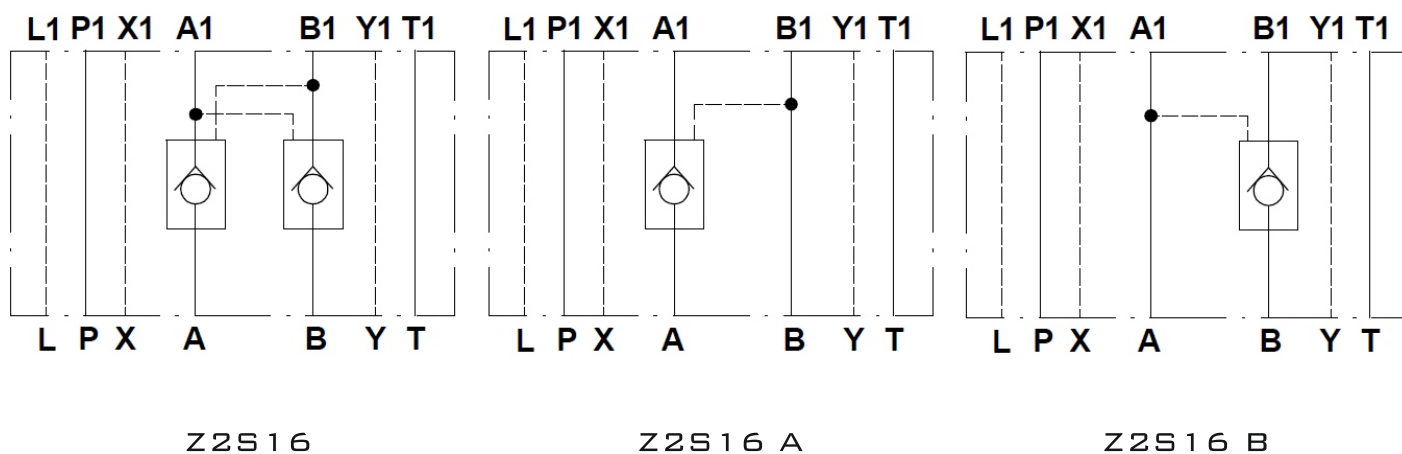 L1 P1 X1 A1 B1 Y1 T1 L1 P1 X1 A1 B1 Y1 T1 L1 P1 X1 A1 B1 Y1 T1
L P X A B Y T L P X A B Y T L P X A B Y T
Z2S16 Z2S16 A Z2S16 B